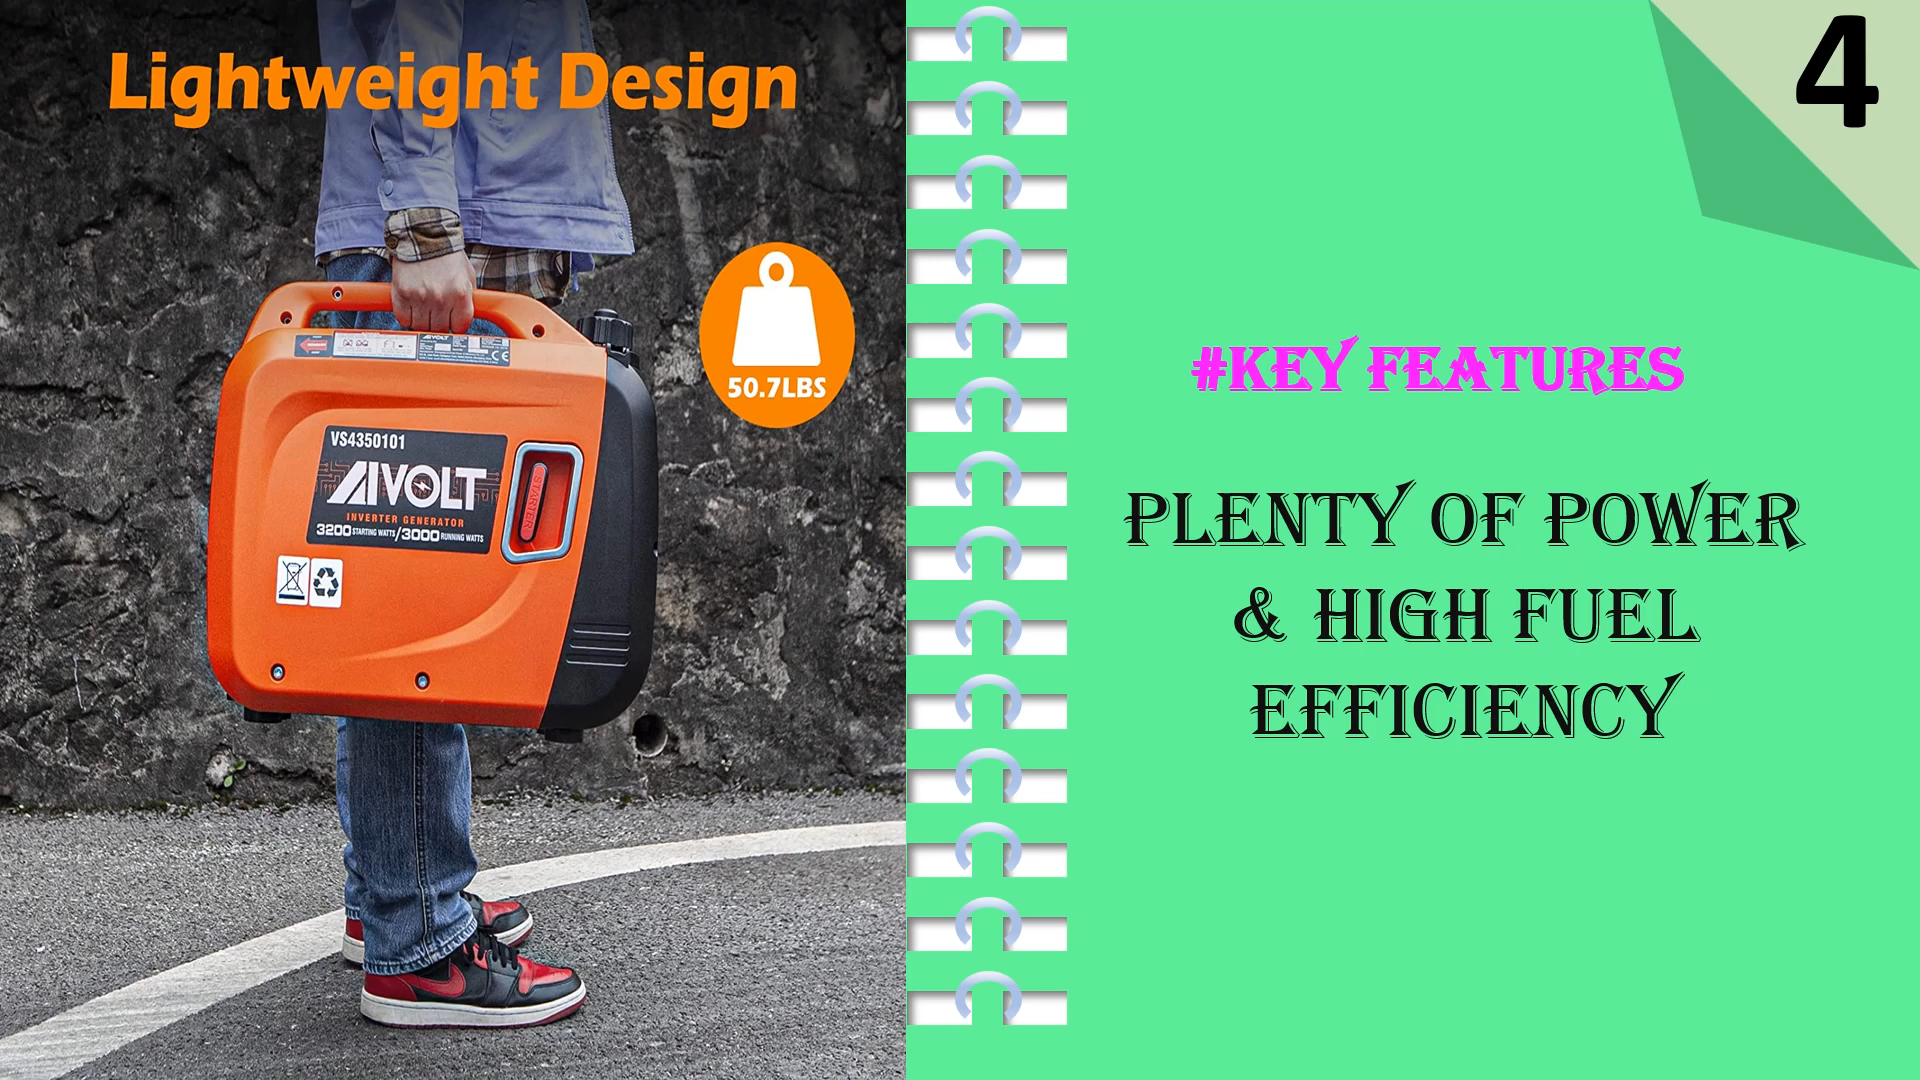 Lightweight Design
50.7LBS
VS4350101
AIVOLT
INVERTER GENERATOR
3200 STARTING WATTS/3000 RUNNING WATTS
STARTER
4
#KEY FEATURES
PLENTY OF POWER
& HIGH FUEL
EFFICIENCY